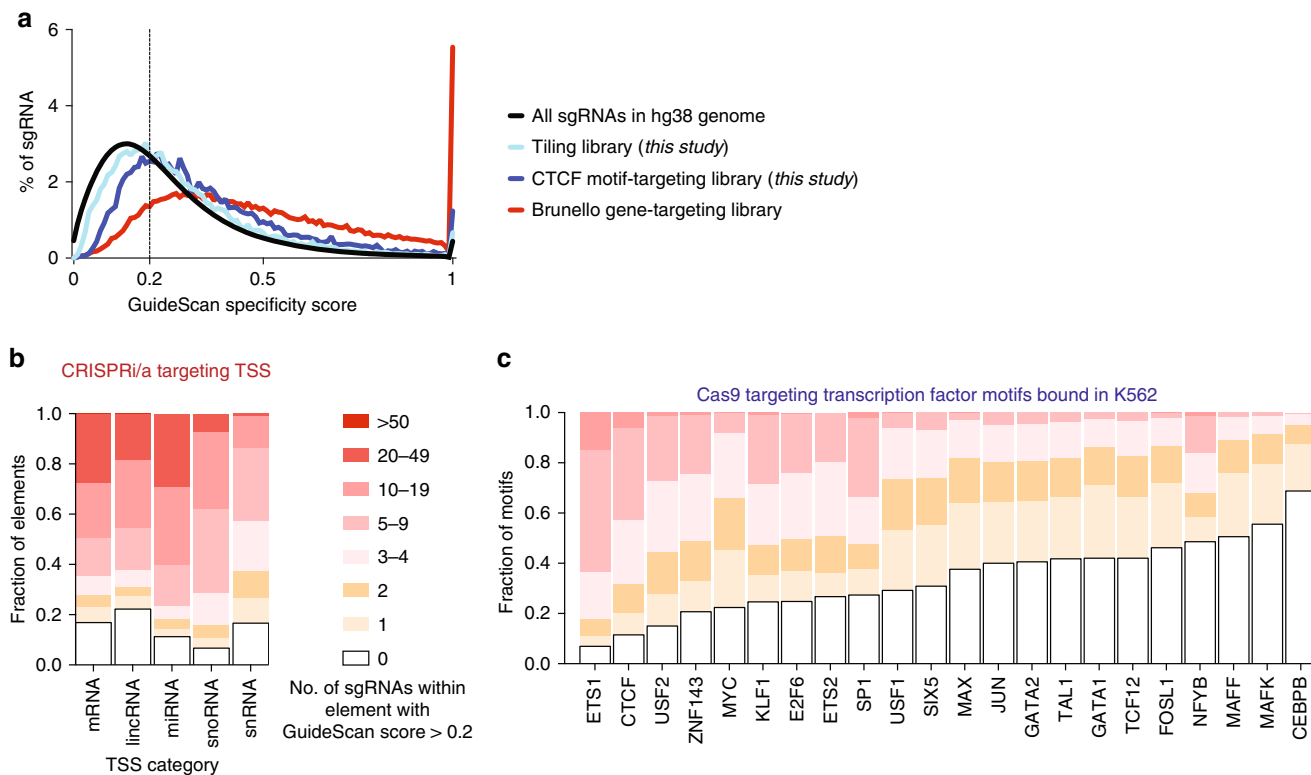 a
6
4
2
0
% of sgRNA
0
0.2
0.5
1
GuideScan specificity score
All sgRNAs in hg38 genome
Tiling library (this study)
CTCF motif-targeting library (this study)
Brunello gene-targeting library
b
CRISPRi/a targeting TSS
1.0
0.8
0.6
0.4
0.2
0.0
Fraction of elements
mRNA
lincRNA
miRNA
snoRNA
snRNA
TSS category
>50
20–49
10–19
5–9
3–4
2
1
0
No. of sgRNAs within
element with
GuideScan score > 0.2
c
Cas9 targeting transcription factor motifs bound in K562
1.0
0.8
0.6
0.4
0.2
0.0
Fraction of motifs
ETS1
CTCF
USF2
ZNF143
MYC
KLF1
E2F6
ETS2
SP1
USF1
SIX5
MAX
JUN
GATA2
TAL1
GATA1
TCF12
FOSL1
NFYB
MAFF
MAFK
CEBPB